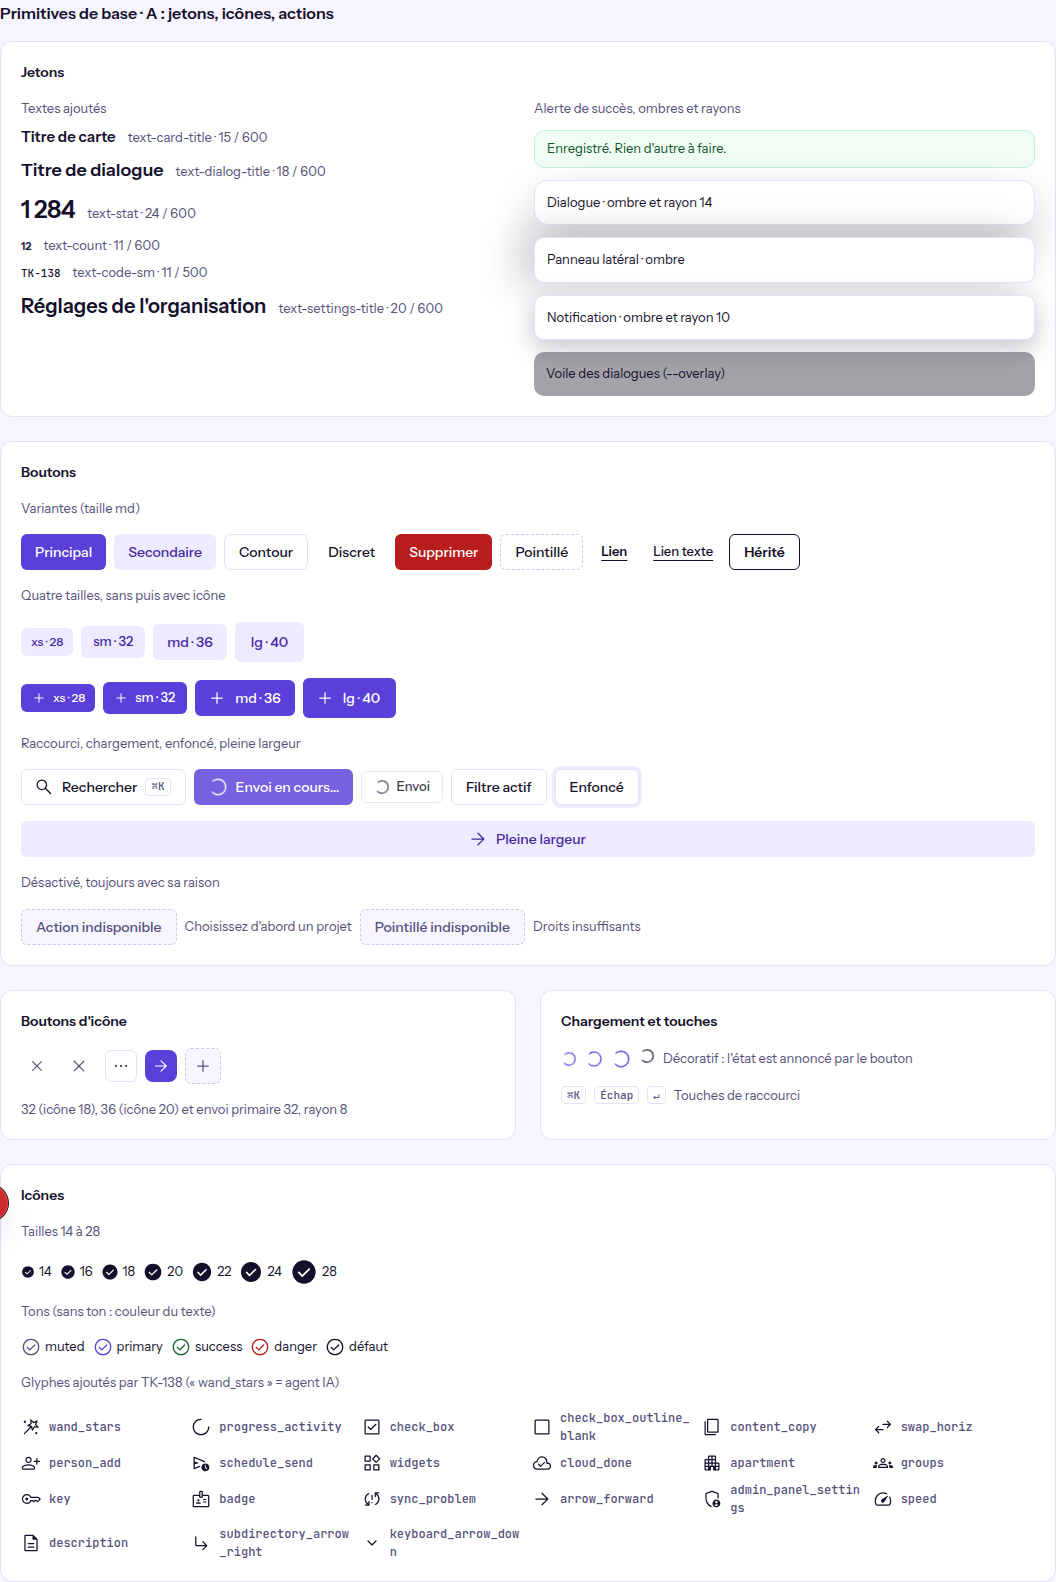 Primitives de base · A : jetons, icônes, actions
Jetons
Textes ajoutés
Titre de carte text-card-title · 15 / 600
Titre de dialogue text-dialog-title · 18 / 600
1 284 text-stat · 24 / 600
12 text-count · 11 / 600
TK-138 text-code-sm · 11 / 500
Réglages de l'organisation text-settings-title · 20 / 600
Alerte de succès, ombres et rayons
Enregistré. Rien d'autre à faire.
Dialogue · ombre et rayon 14
Panneau latéral · ombre
Notification · ombre et rayon 10
Voile des dialogues (--overlay)
Boutons
Variantes (taille md)
Principal Secondaire Contour Discret Supprimer Pointillé Lien Lien texte Hérité
Quatre tailles, sans puis avec icône
xs · 28 sm · 32 md · 36 lg · 40
xs · 28 sm · 32 md · 36 lg · 40
Raccourci, chargement, enfoncé, pleine largeur
Rechercher ⌘K Envoi en cours… Envoi Filtre actif Enfoncé
Pleine largeur
Désactivé, toujours avec sa raison
Action indisponible Choisissez d'abord un projet Pointillé indisponible Droits insuffisants
Boutons d'icône
32 (icône 18), 36 (icône 20) et envoi primaire 32, rayon 8
Chargement et touches
Décoratif : l'état est annoncé par le bouton
⌘K Échap ↵ Touches de raccourci
Icônes
Tailles 14 à 28
14 16 18 20 22 24 28
Tons (sans ton : couleur du texte)
muted primary success danger défaut
Glyphes ajoutés par TK-138 (« wand_stars » = agent IA)
wand_stars progress_activity check_box check_box_outline_
blank content_copy swap_horiz
person_add schedule_send widgets cloud_done apartment groups
key badge sync_problem arrow_forward admin_panel_settin
gs speed
description subdirectory_arrow
_right keyboard_arrow_dow
n